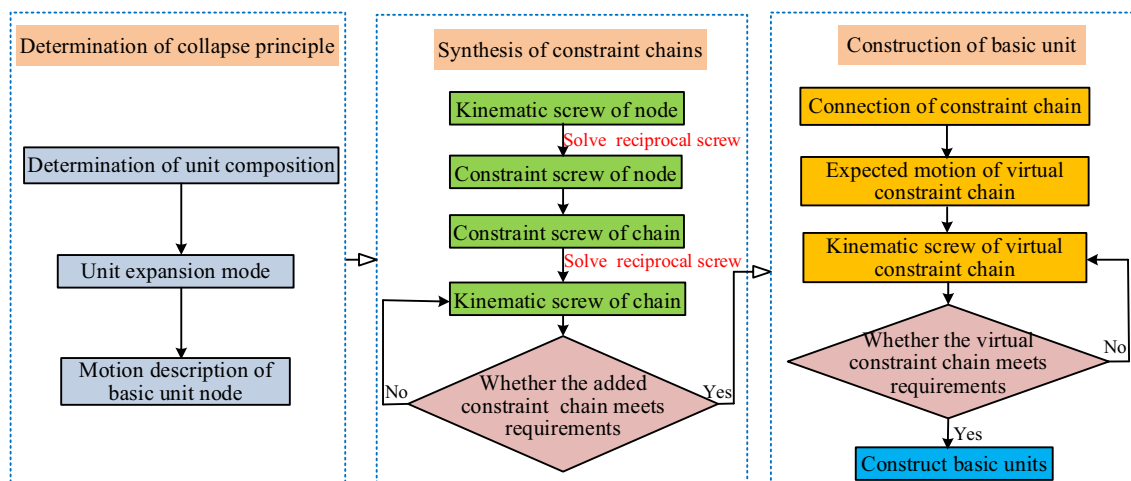 Determination of collapse principle
Determination of unit composition
Unit expansion mode
Motion description of
basic unit node
Synthesis of constraint chains
Kinematic screw of node
Solve reciprocal screw
Constraint screw of node
Constraint screw of chain
Solve reciprocal screw
Kinematic screw of chain
No
Whether the added
constraint chain meets
requirements
Yes
Construction of basic unit
Connection of constraint chain
Expected motion of virtual
constraint chain
Kinematic screw of virtual
constraint chain
Whether the virtual
constraint chain meets
requirements
No
Yes
Construct basic units